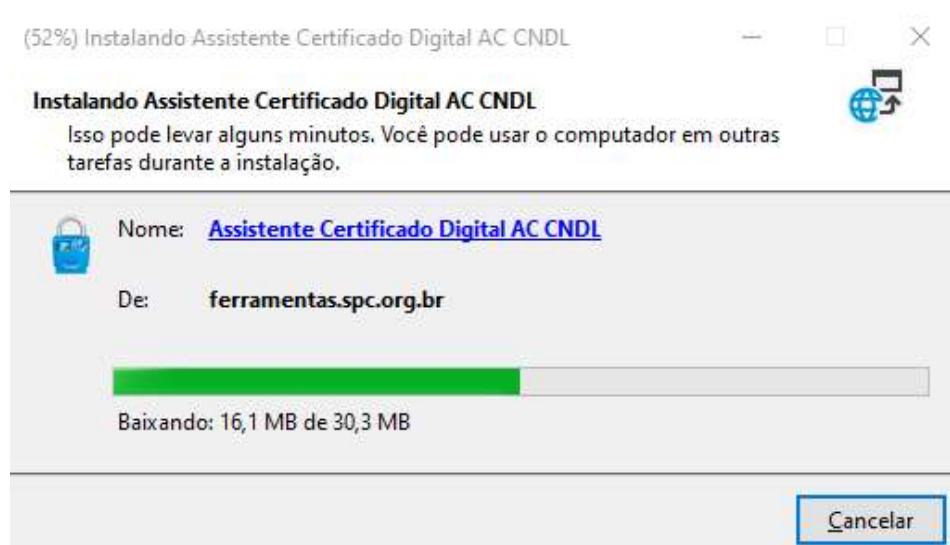 (52%) Instalando Assistente Certificado Digital AC CNDL
Instalando Assistente Certificado Digital AC CNDL
Isso pode levar alguns minutos. Você pode usar o computador em outras
tarefas durante a instalação.
Nome: Assistente Certificado Digital AC CNDL
De: ferramentas.spc.org.br
Baixando: 16,1 MB de 30,3 MB
Cancelar